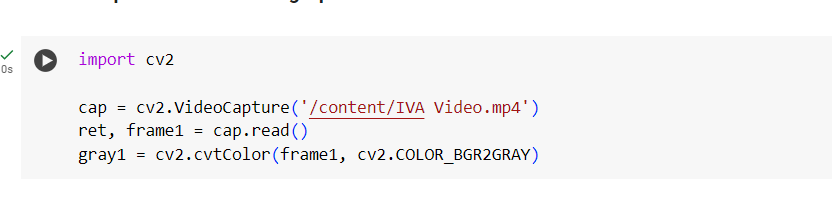 0s
import cv2
cap = cv2.VideoCapture('/content/IVA Video.mp4')
ret, frame1 = cap.read()
gray1 = cv2.cvtColor(frame1, cv2.COLOR_BGR2GRAY)